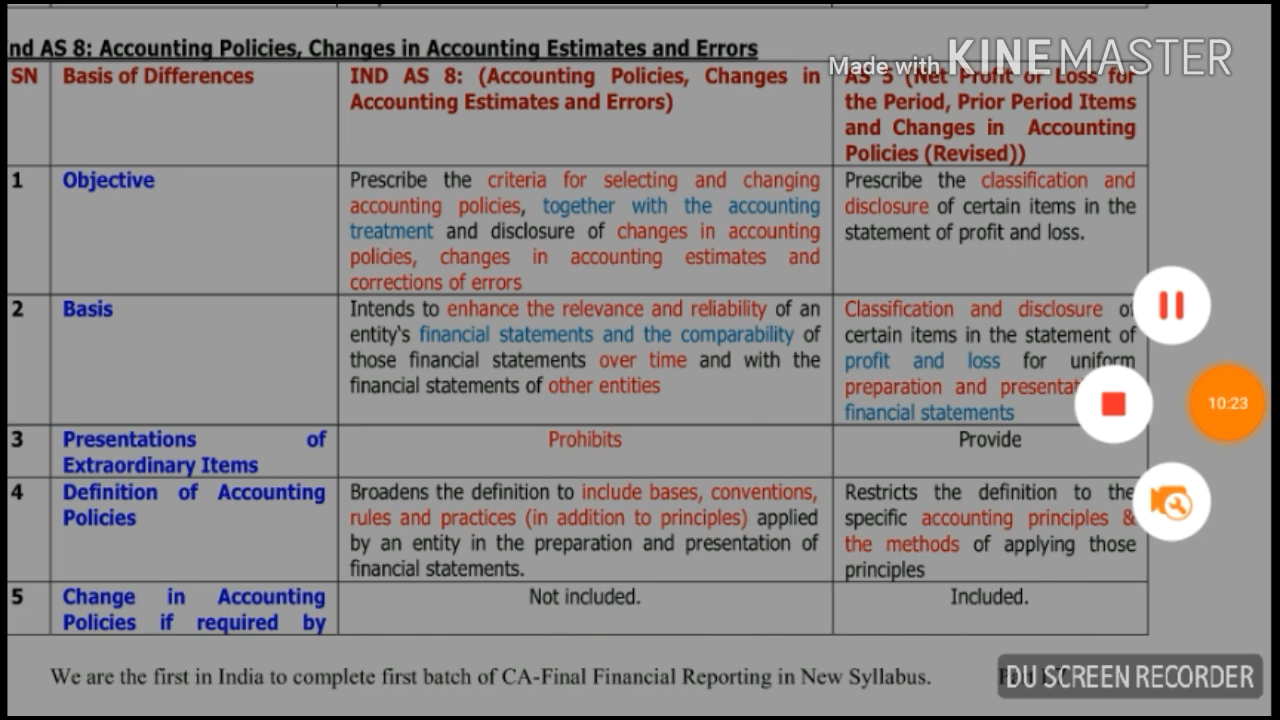 nd AS 8: Accounting Policies, Changes in Accounting Estimates and Errors
Made with KINEMASTER
SN
Basis of Differences
IND AS 8: (Accounting Policies, Changes in
Accounting Estimates and Errors)
AS 5 (Net Profit or Loss for
the Period, Prior Period Items
and Changes in Accounting
Policies (Revised))
1
Objective
Prescribe the criteria for selecting and changing
accounting policies, together with the accounting
treatment and disclosure of changes in accounting
policies, changes in accounting estimates and
corrections of errors
Prescribe the classification and
disclosure of certain items in the
statement of profit and loss.
2
Basis
Intends to enhance the relevance and reliability of an
entity's financial statements and the comparability of
those financial statements over time and with the
financial statements of other entities
Classification and disclosure of
certain items in the statement of
profit and loss for uniform
preparation and
financial statements
3
Presentations of
Extraordinary Items
Prohibits
Provide
4
Definition of Accounting
Policies
Broadens the definition to include bases, conventions,
rules and practices (in addition to principles) applied
by an entity in the preparation and presentation of
financial statements.
Restricts the definition to the
specific accounting principles &
the methods of applying those
principles
5
Change in Accounting
Policies if required by
Not included.
Included.
10:23
We are the first in India to complete first batch of CA-Final Financial Reporting in New Syllabus.
DU SCREEN RECORDER